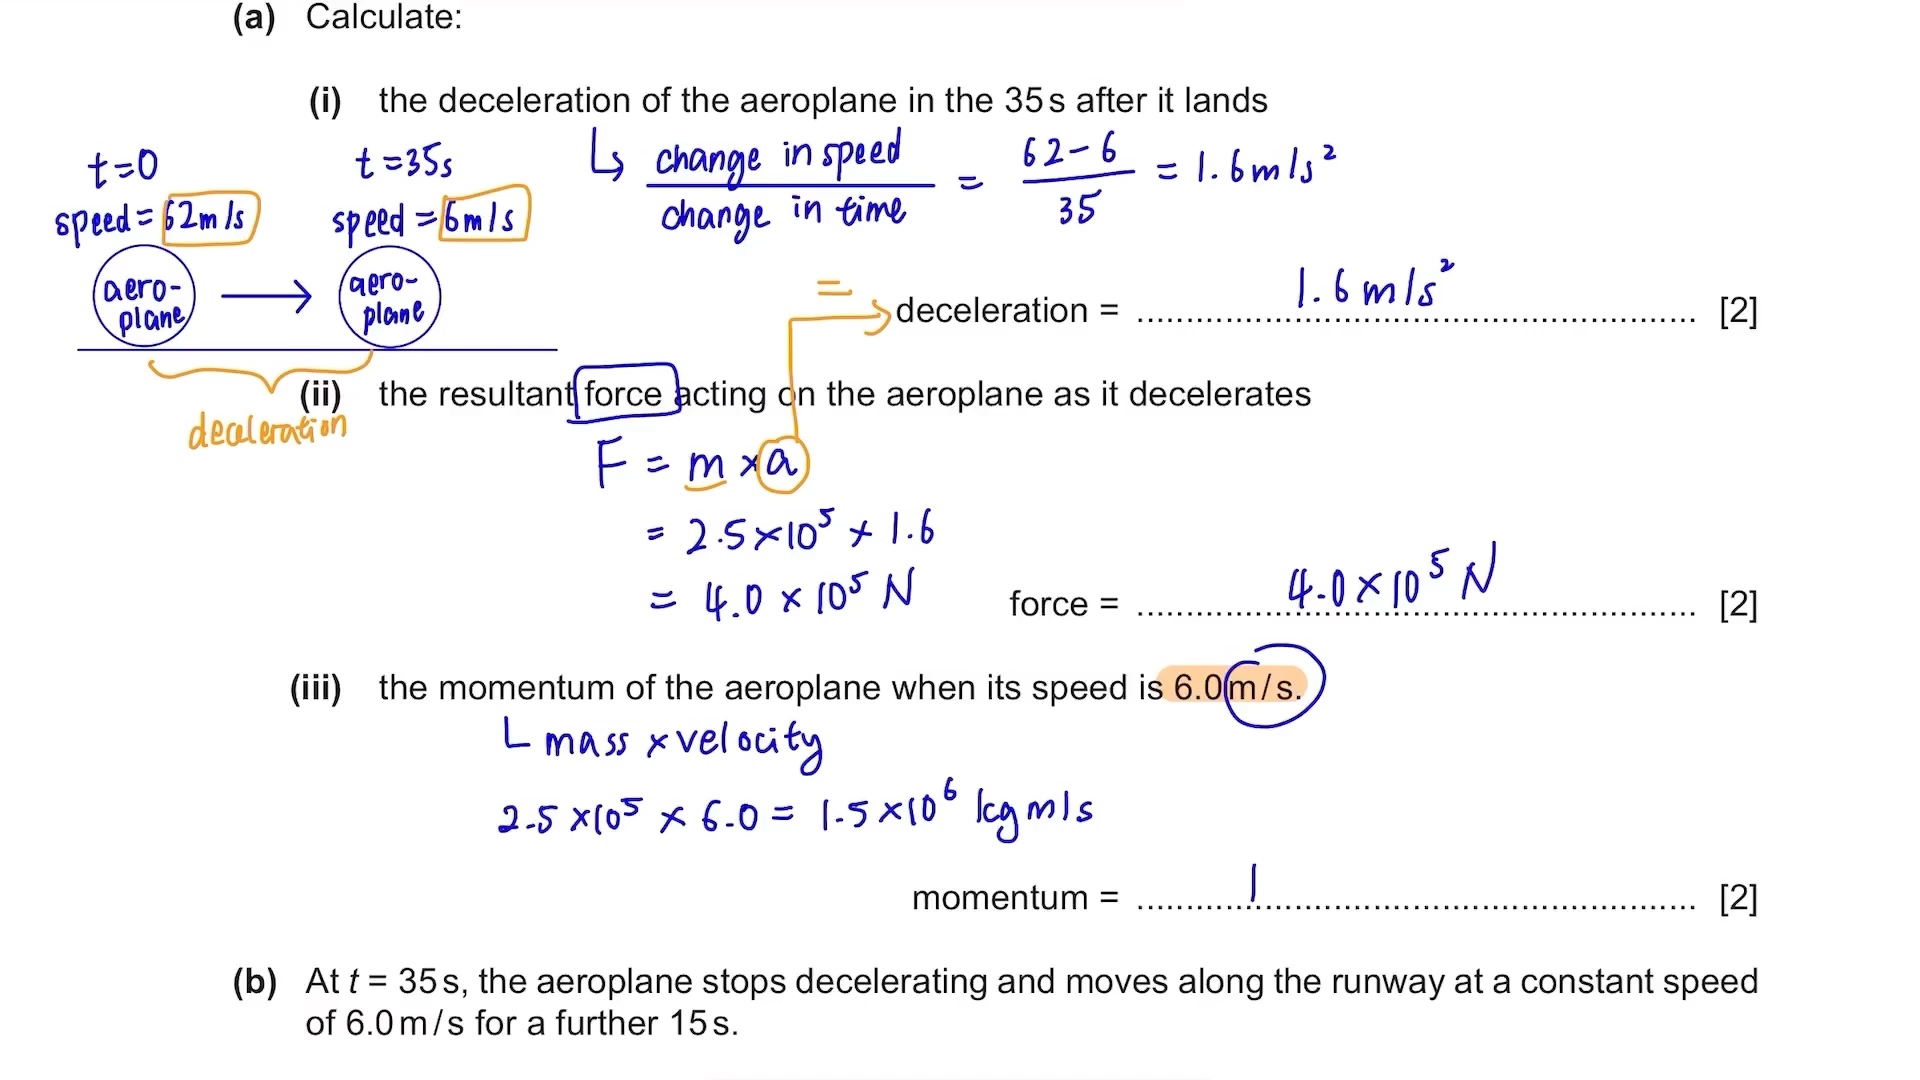 (a) Calculate:
(i) the deceleration of the aeroplane in the 35 s after it lands
t=0
speed = 62m/s
aero-
plane
t=35s
speed = 6m/s
aero-
plane
deceleration
↳ change in speed / change in time = 62-6 / 35 = 1.6m/s²
= deceleration = 1.6 m/s² [2]
(ii) the resultant force acting on the aeroplane as it decelerates
F = m × a
= 2.5×10⁵ × 1.6
= 4.0 × 10⁵ N
force = 4.0×10⁵ N [2]
(iii) the momentum of the aeroplane when its speed is 6.0 m/s.
mass × velocity
2.5 ×10⁵ × 6.0 = 1.5×10⁶ kgm/s
momentum = 1 [2]
(b) At t = 35 s, the aeroplane stops decelerating and moves along the runway at a constant speed
of 6.0 m/s for a further 15 s.